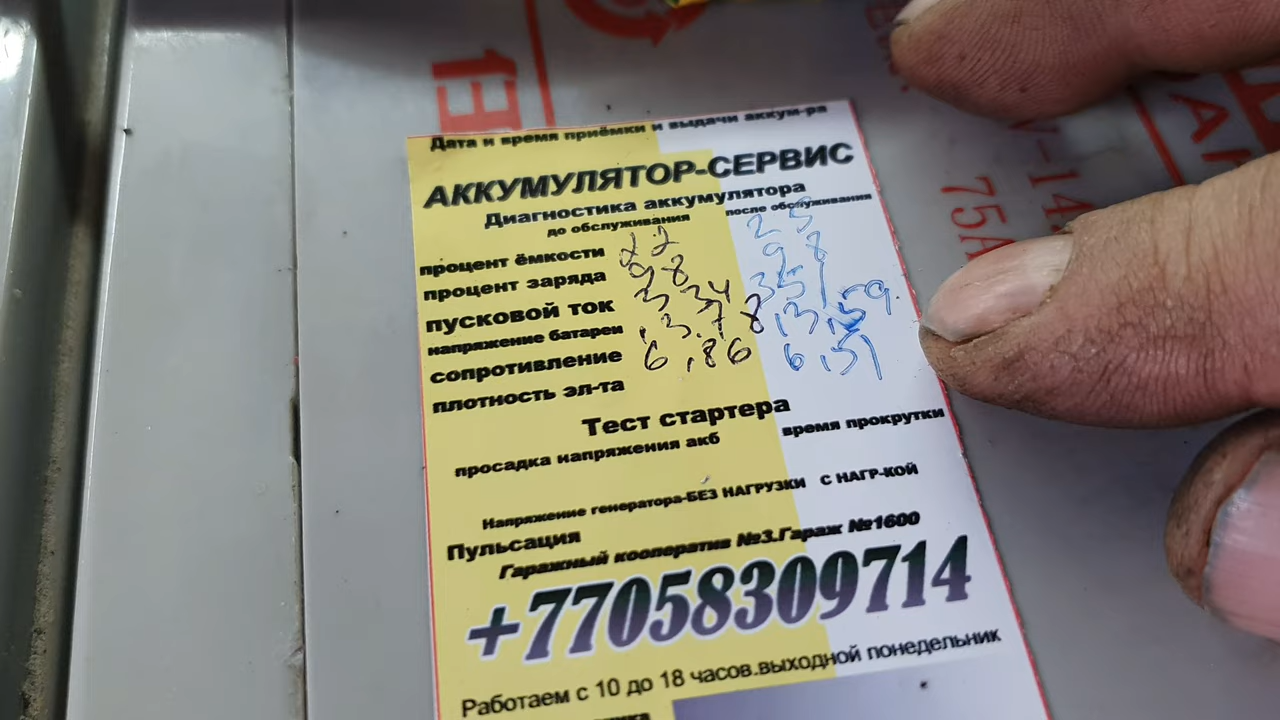 Дата и время приёмки и выдачи аккум-ра
АККУМУЛЯТОР-СЕРВИС
Диагностика аккумулятора
до обслуживания после обслуживания
процент ёмкости 22 25
процент заряда 98 98
пусковой ток 334 351
напряжение батареи 13.78 13,59
сопротивление 6,86 6,51
плотность эл-та
Тест стартера
просадка напряжения акб время прокрутки
Напряжение генератора-БЕЗ НАГРУЗКИ С НАГР-КОЙ
Пульсация
Гаражный кооператив №3.Гараж №1600
+77058309714
Работаем с 10 до 18 часов.выходной понедельник
75A